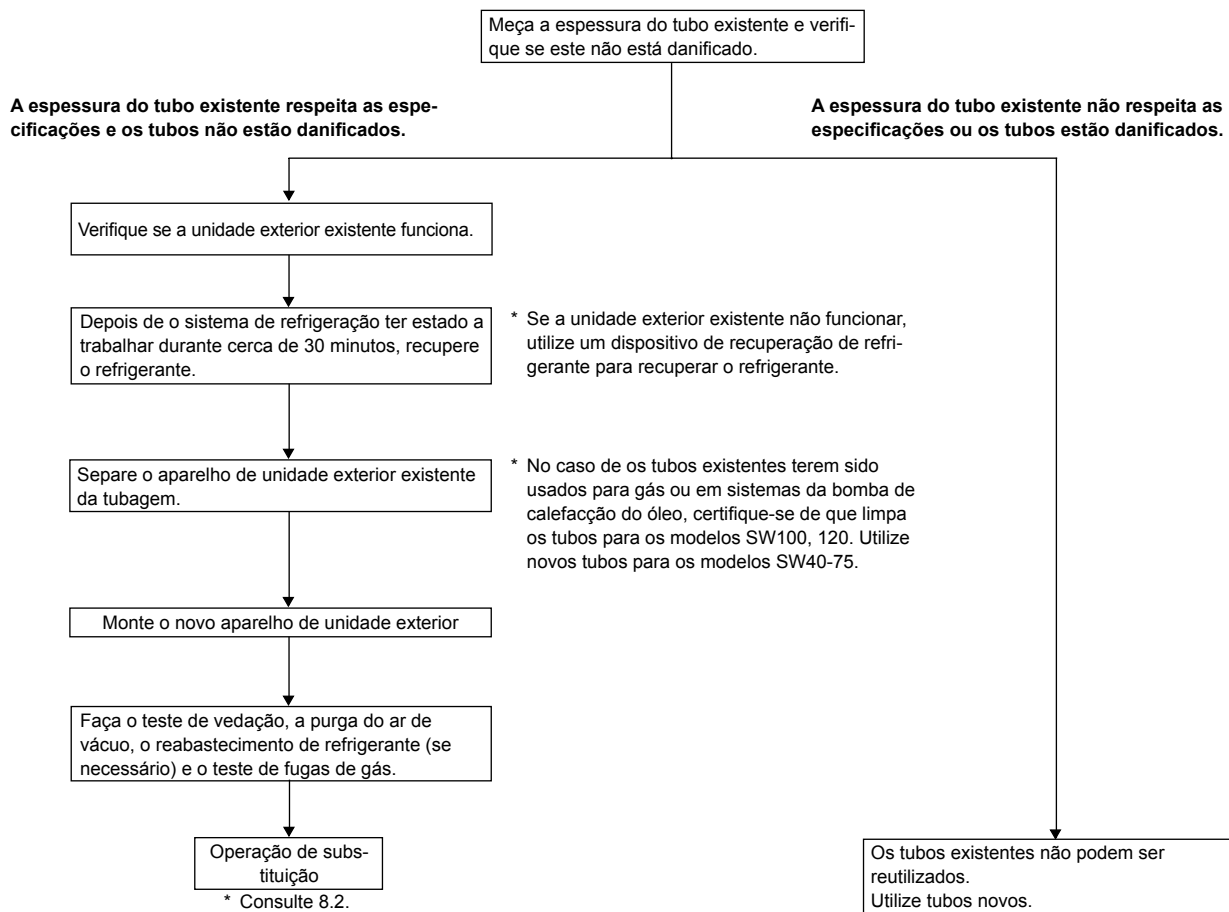 Meça a espessura do tubo existente e verifi-
que se este não está danificado.
A espessura do tubo existente respeita as espe-
cificações e os tubos não estão danificados.
A espessura do tubo existente não respeita as
especificações ou os tubos estão danificados.
Verifique se a unidade exterior existente funciona.
Depois de o sistema de refrigeração ter estado a
trabalhar durante cerca de 30 minutos, recupere
o refrigerante.
* Se a unidade exterior existente não funcionar,
utilize um dispositivo de recuperação de refri-
gerante para recuperar o refrigerante.
Separe o aparelho de unidade exterior existente
da tubagem.
* No caso de os tubos existentes terem sido
usados para gás ou em sistemas da bomba de
calefacção do óleo, certifique-se de que limpa
os tubos para os modelos SW100, 120. Utilize
novos tubos para os modelos SW40-75.
Monte o novo aparelho de unidade exterior
Faça o teste de vedação, a purga do ar de
vácuo, o reabastecimento de refrigerante (se
necessário) e o teste de fugas de gás.
Operação de subs-
tituição
* Consulte 8.2.
Os tubos existentes não podem ser
reutilizados.
Utilize tubos novos.